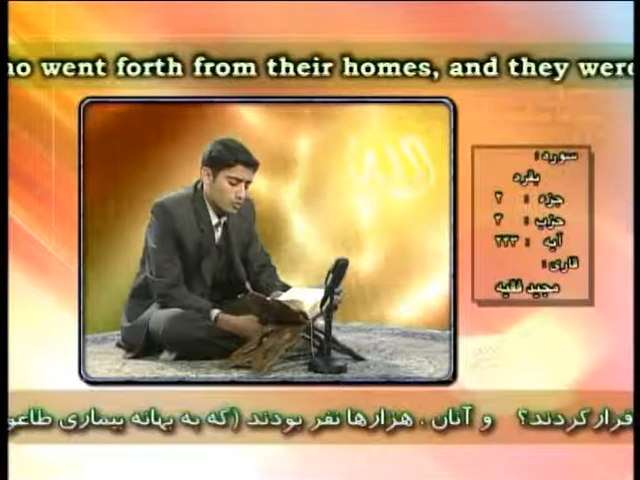 ho went forth from their homes, and they were
سوره :
بقره
جزء : ۲
حزب : ۳
آیه : ۲۴۳
قاری :
مجید فقیه
فرار کردند؟ و آنان ، هزارها نفر بودند (که به بهانه بیماری طاعو